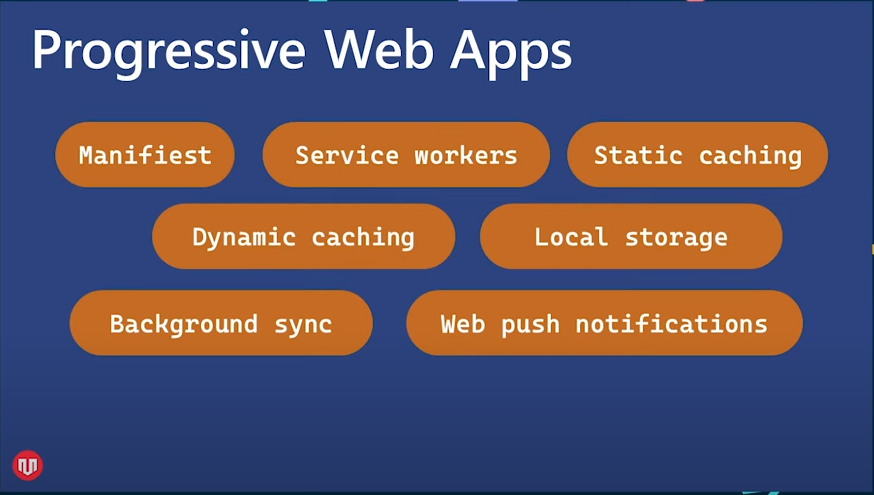 Progressive Web Apps
Manifiest Service workers Static caching
Dynamic caching Local storage
Background sync Web push notifications